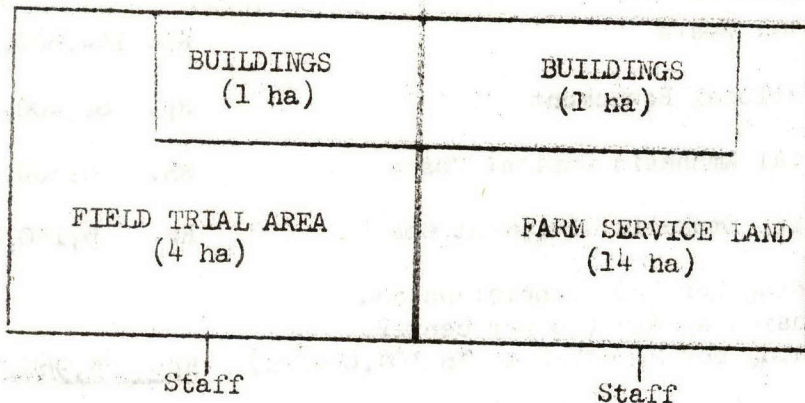 BUILDINGS
(1 ha)
BUILDINGS
(1 ha)
FIELD TRIAL AREA
(4 ha)
FARM SERVICE LAND
(14 ha)
Staff
Staff